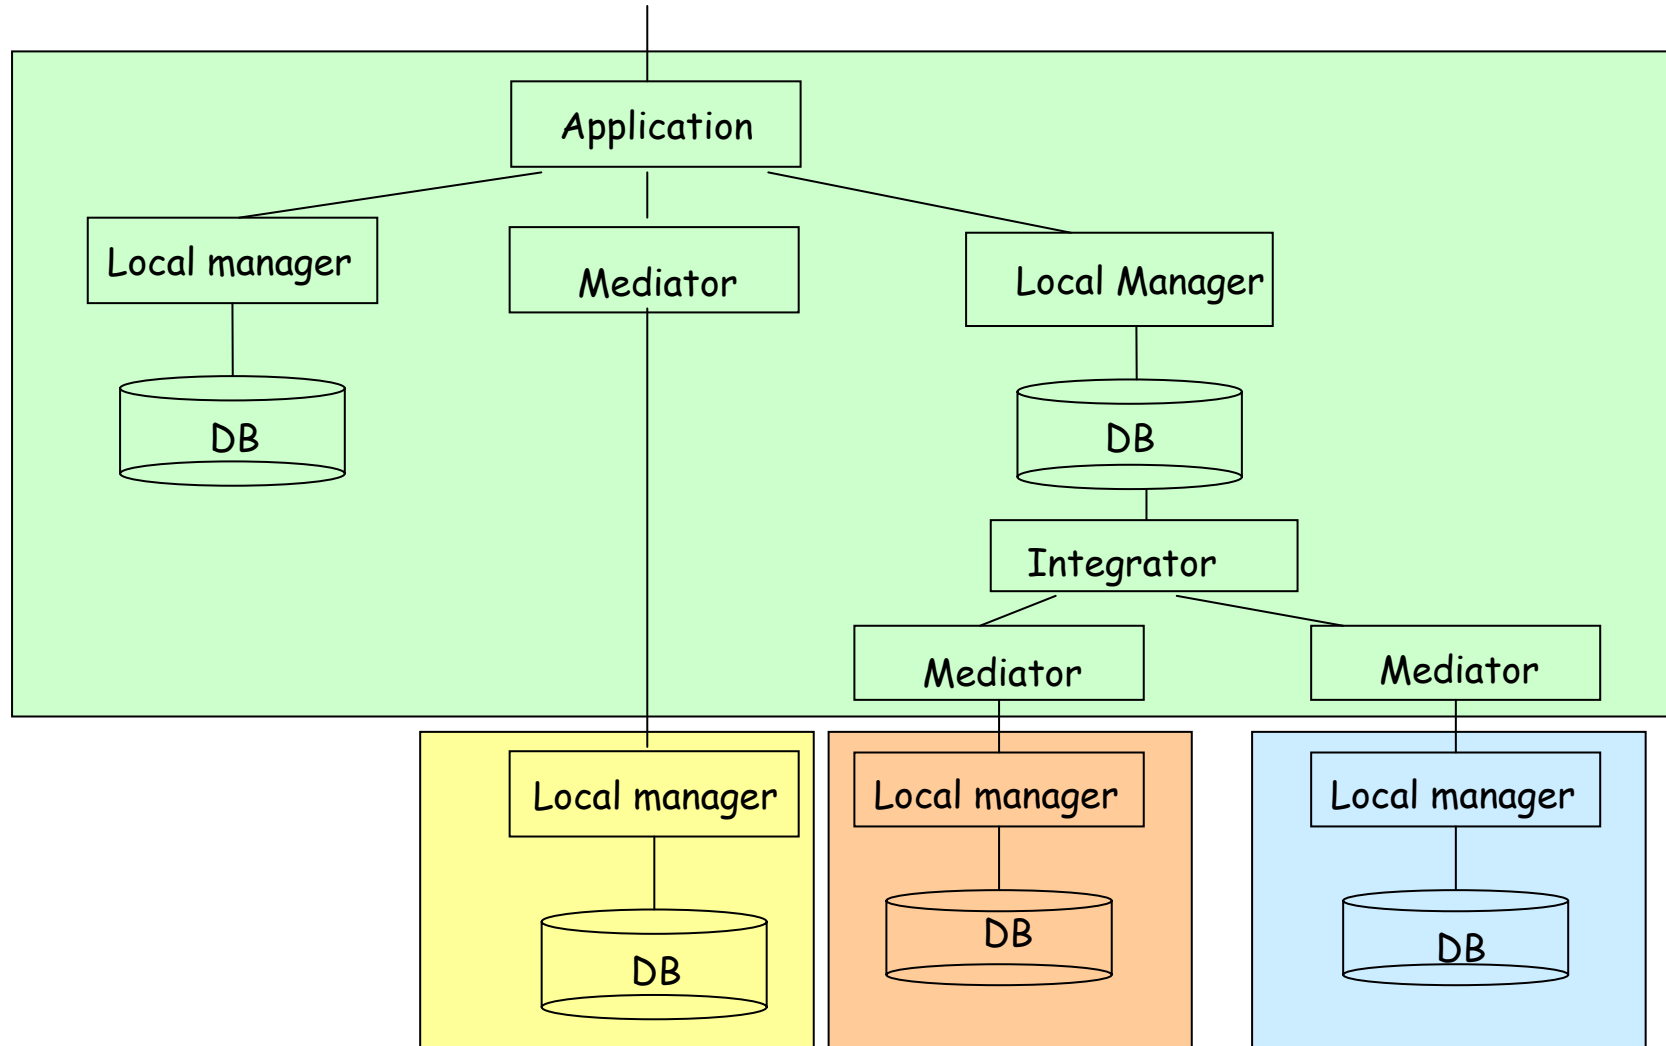 Application
Local manager
Mediator
Local Manager
DB
DB
Integrator
Mediator
Mediator
Local manager
Local manager
Local manager
DB
DB
DB